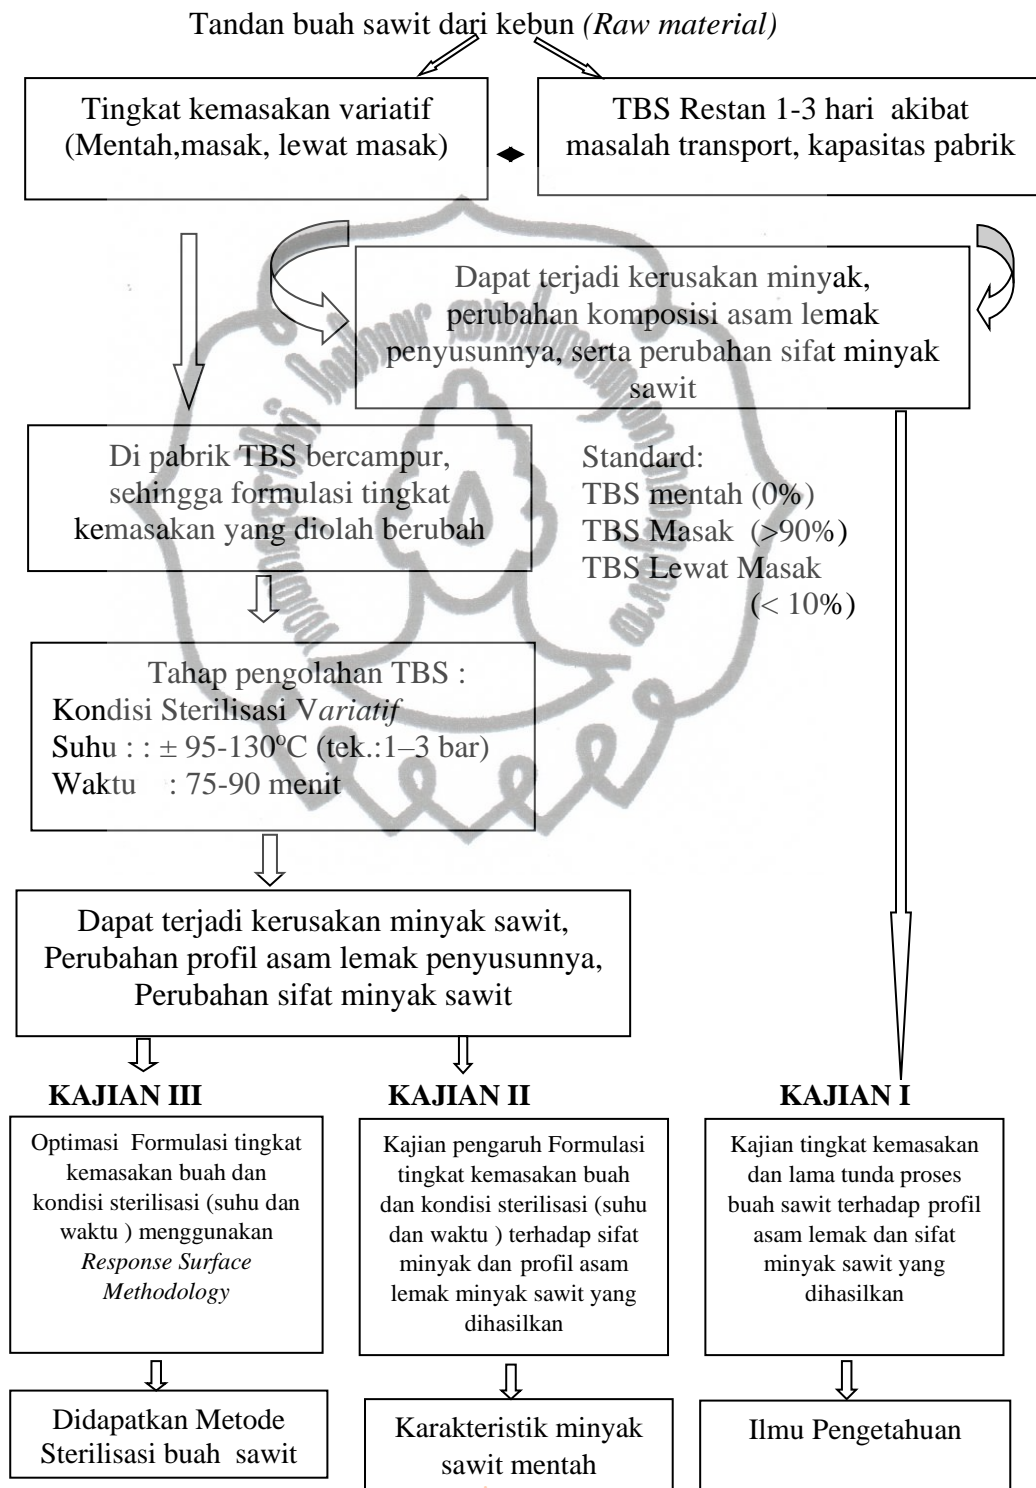 Tandan buah sawit dari kebun (Raw material)
Tingkat kemasakan variatif
(Mentah,masak, lewat masak)
TBS Restan 1-3 hari akibat
masalah transport, kapasitas pabrik
Dapat terjadi kerusakan minyak,
perubahan komposisi asam lemak
penyusunnya, serta perubahan sifat minyak
sawit
Di pabrik TBS bercampur,
sehingga formulasi tingkat
kemasakan yang diolah berubah
Standard:
TBS mentah (0%)
TBS Masak (>90%)
TBS Lewat Masak
(< 10%)
Tahap pengolahan TBS :
Kondisi Sterilisasi Variatif
Suhu : : ± 95-130ºC (tek.:1–3 bar)
Waktu : 75-90 menit
Dapat terjadi kerusakan minyak sawit,
Perubahan profil asam lemak penyusunnya,
Perubahan sifat minyak sawit
KAJIAN III
Optimasi Formulasi tingkat
kemasakan buah dan
kondisi sterilisasi (suhu dan
waktu ) menggunakan
Response Surface
Methodology
Didapatkan Metode
Sterilisasi buah sawit
KAJIAN II
Kajian pengaruh Formulasi
tingkat kemasakan buah
dan kondisi sterilisasi (suhu
dan waktu ) terhadap sifat
minyak dan profil asam
lemak minyak sawit yang
dihasilkan
Karakteristik minyak
sawit mentah
KAJIAN I
Kajian tingkat kemasakan
dan lama tunda proses
buah sawit terhadap profil
asam lemak dan sifat
minyak sawit yang
dihasilkan
Ilmu Pengetahuan